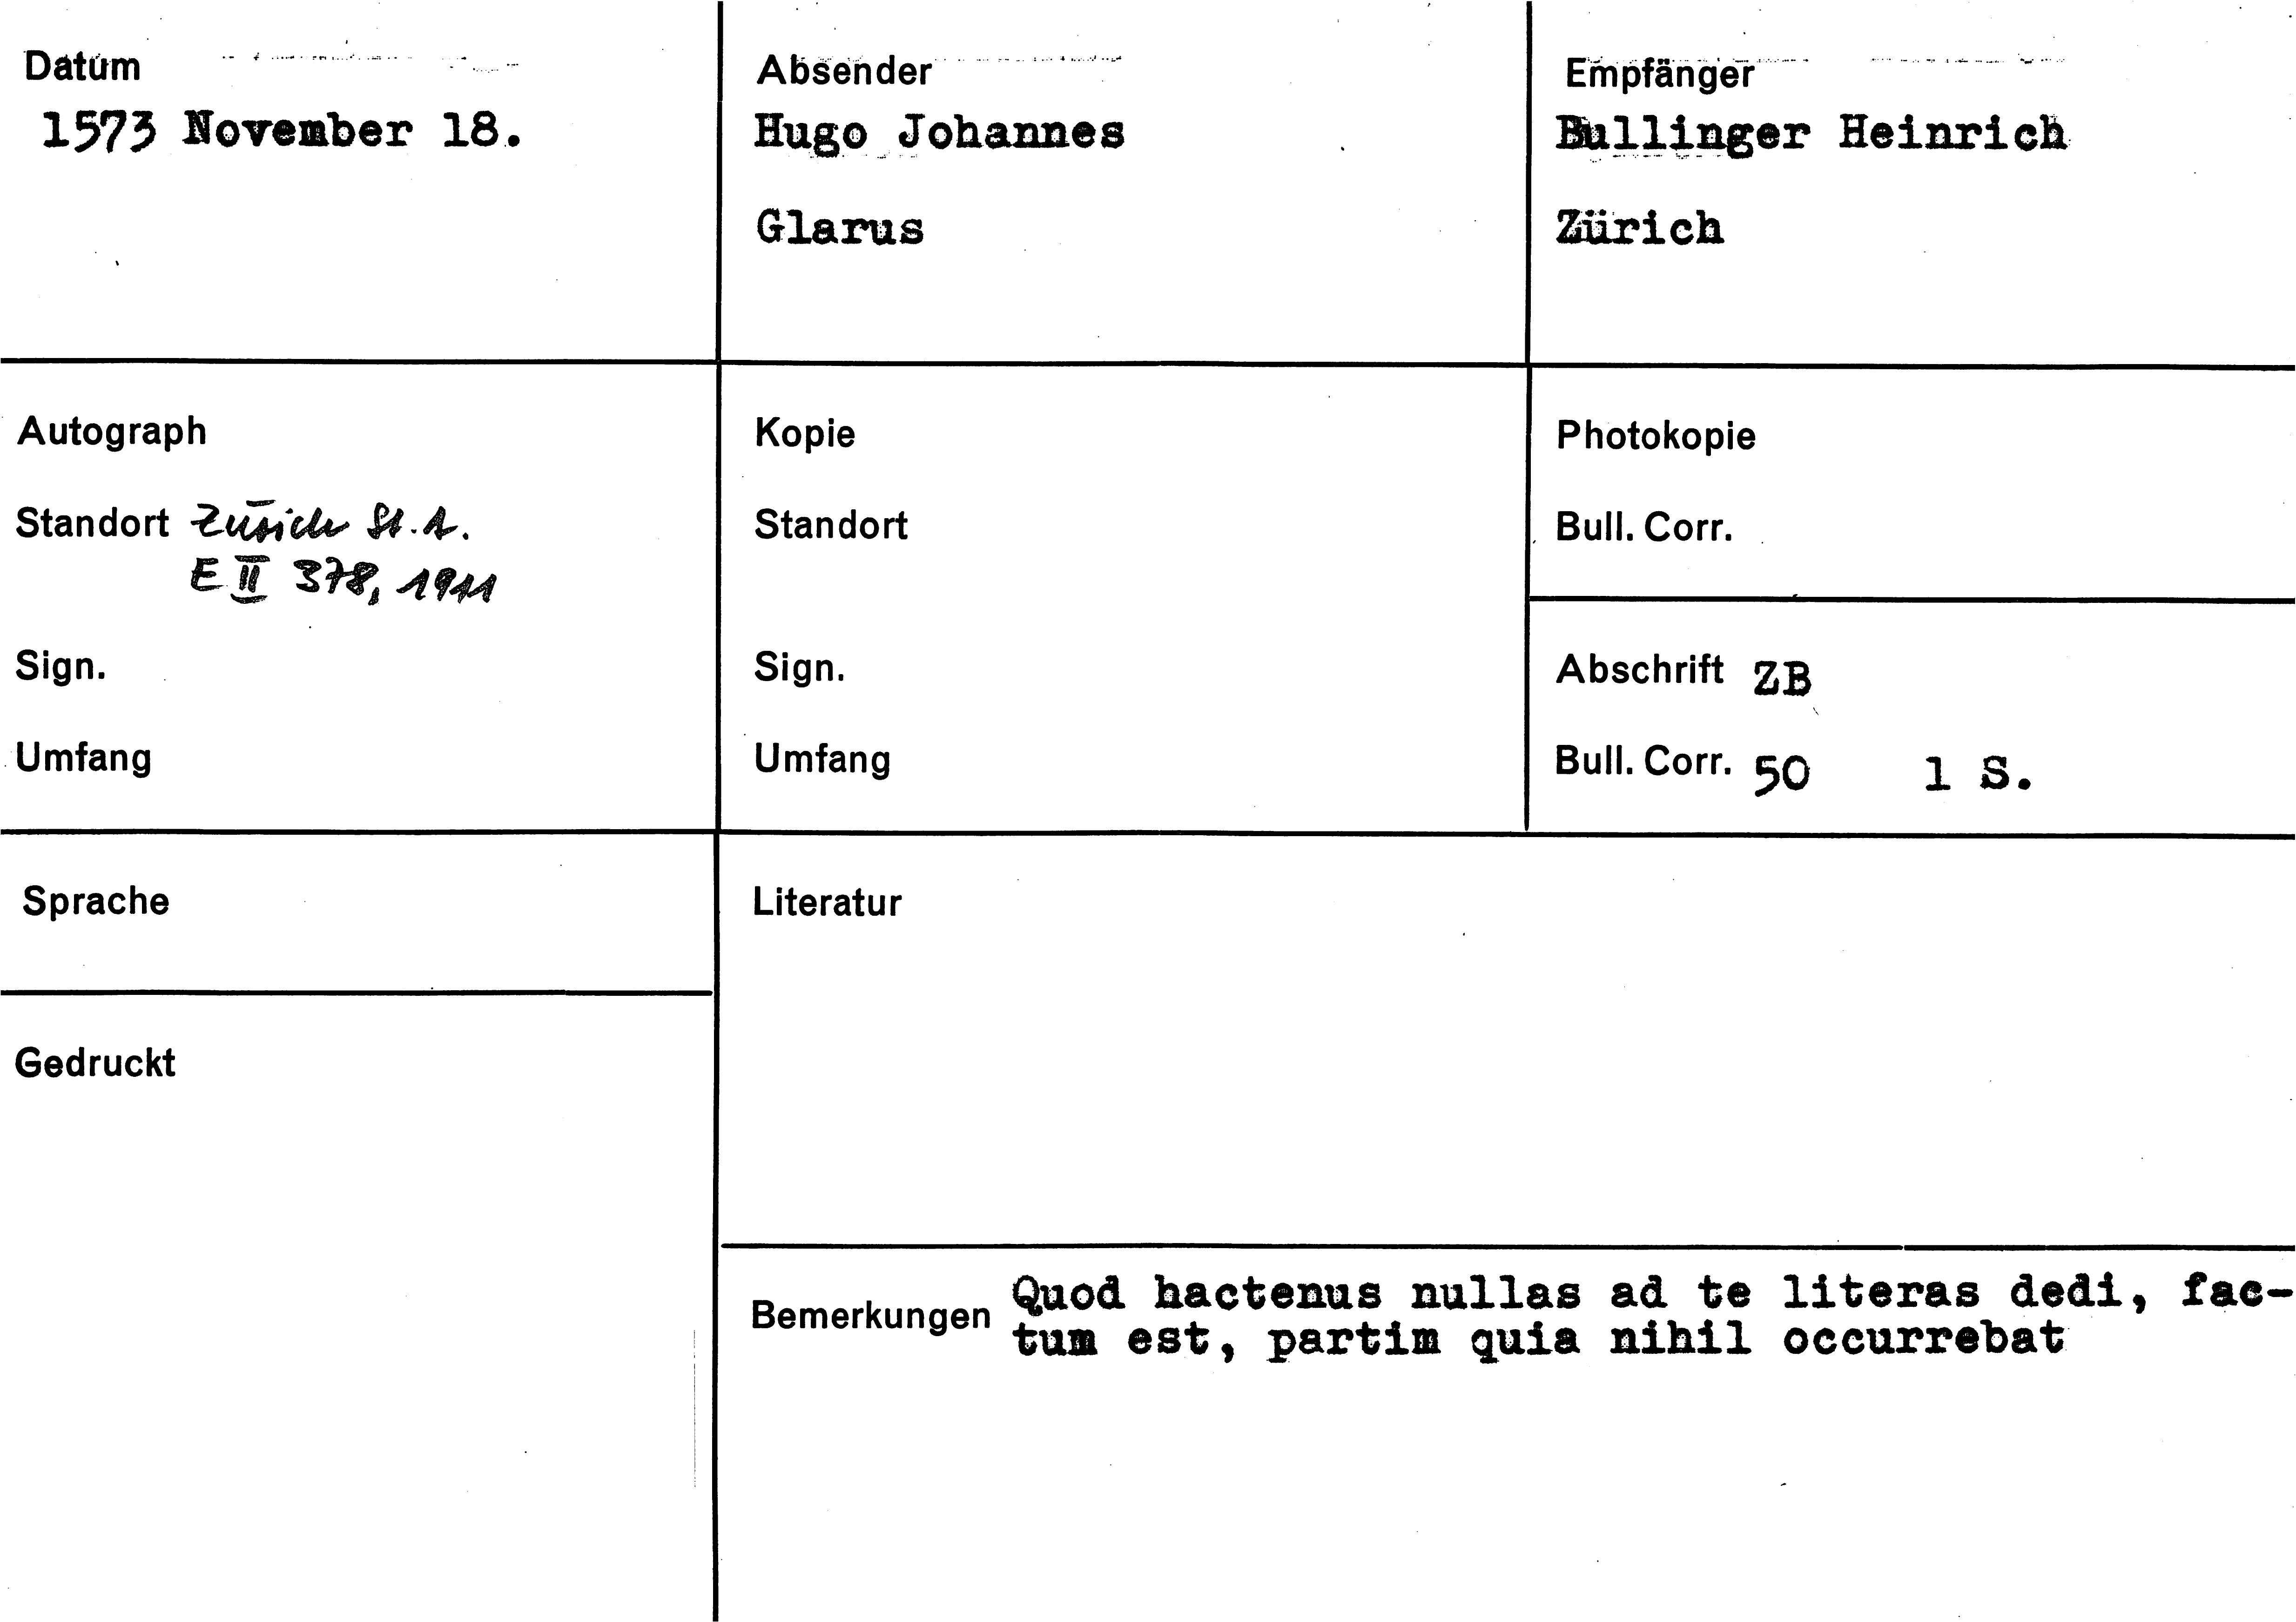 Datum
1573 November 18.
Absender
Hugo Johannes
Glarus
Empfänger
Bullinger Heinrich
Zürich
Autograph
Standort Zürich St. A.
E II 378, 1911
Sign.
Umfang
Kopie
Standort
Sign.
Umfang
Photokopie
Bull. Corr.
Abschrift ZB
Bull. Corr. 50 1 S.
Sprache
Gedruckt
Literatur
Bemerkungen Quod hactenus nullas ad te literas dedi, fac-
tum est, partim quia nihil occurrebat